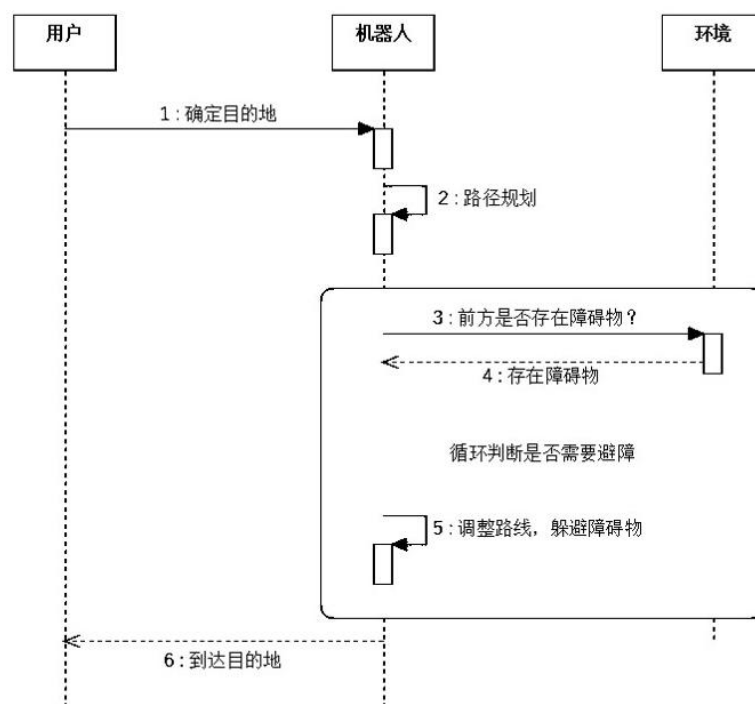 用户
机器人
环境
1 : 确定目的地
2 : 路径规划
3 : 前方是否存在障碍物？
4 : 存在障碍物
循环判断是否需要避障
5 : 调整路线，躲避障碍物
6 : 到达目的地